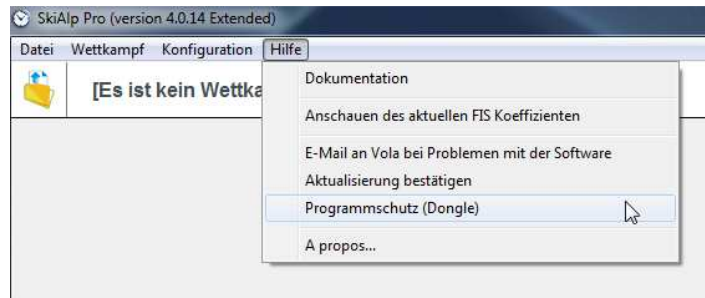 SkiAlp Pro (version 4.0.14 Extended)
Datei Wettkampf Konfiguration Hilfe
[Es ist kein Wettka
Dokumentation
Anschauen des aktuellen FIS Koeffizienten
E-Mail an Vola bei Problemen mit der Software
Aktualisierung bestätigen
Programmschutz (Dongle)
A propos...